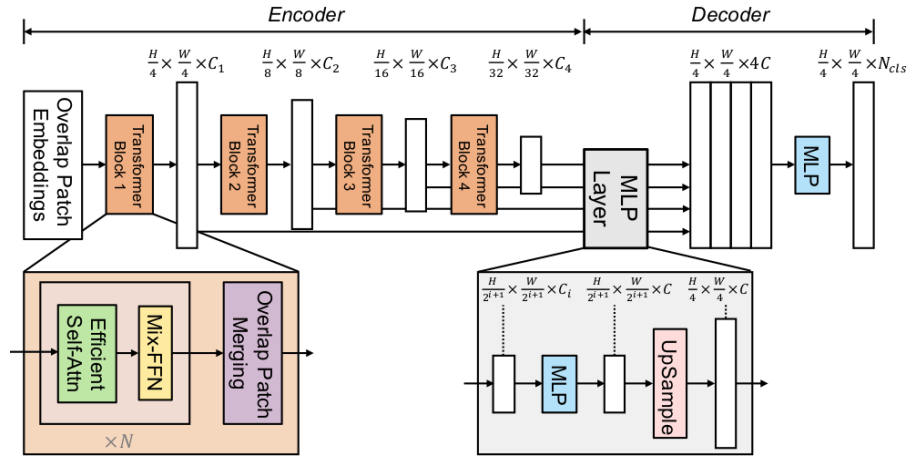 Encoder
Decoder
H/4 × W/4 × C₁
H/8 × W/8 × C₂
H/16 × W/16 × C₃
H/32 × W/32 × C₄
H/4 × W/4 × 4C
H/4 × W/4 × N_cls
Overlap Patch
Embeddings
Transformer
Block 1
Transformer
Block 2
Transformer
Block 3
Transformer
Block 4
MLP
Layer
MLP
Efficient
Self-Attn
Mix-FFN
Overlap Patch
Merging
×N
H/2^{i+1} × W/2^{i+1} × C_i
H/2^{i+1} × W/2^{i+1} × C
H/4 × W/4 × C
MLP
UpSample